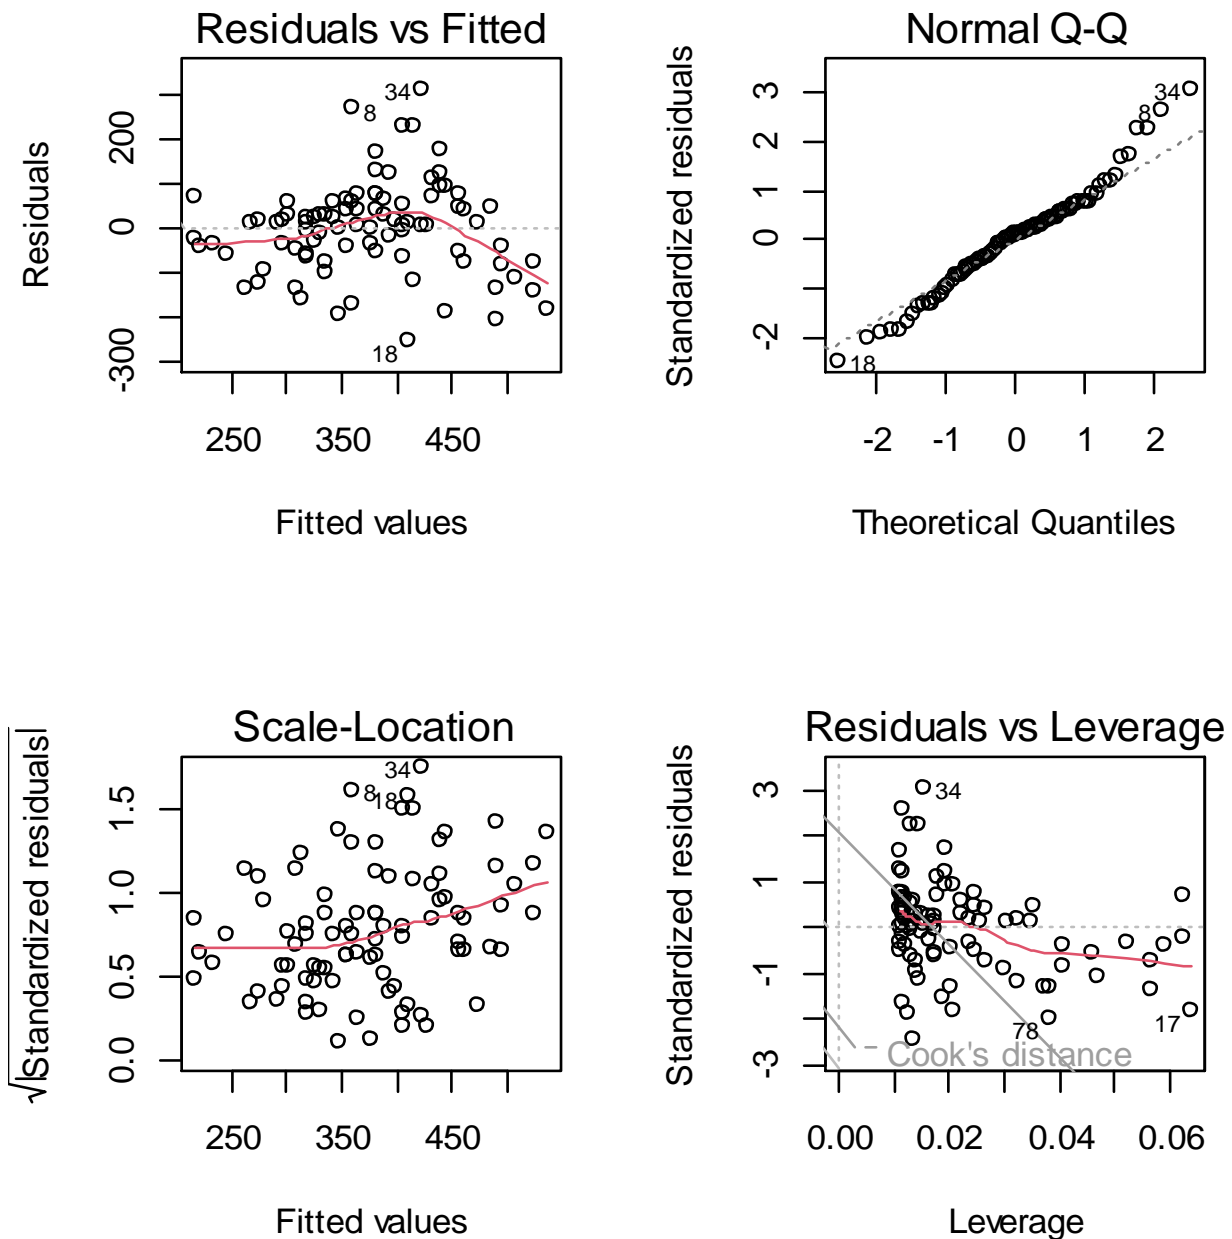 Residuals vs Fitted
Residuals
200
0
-300
34
8
18
250 350 450
Fitted values
Normal Q-Q
Standardized residuals
3
2
1
0
-2
34
8
18
-2 -1 0 1 2
Theoretical Quantiles
Scale-Location
√|Standardized residuals|
1.5
1.0
0.5
0.0
34
8
18
250 350 450
Fitted values
Residuals vs Leverage
Standardized residuals
3
1
-1
-3
34
78
17
Cook's distance
0.00 0.02 0.04 0.06
Leverage